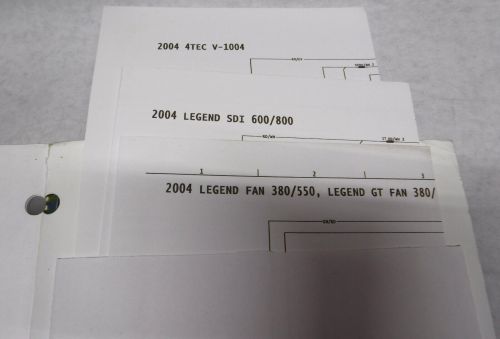 2004 4TEC V-1004
2004 LEGEND SDI 600/800
1 2 3
2004 LEGEND FAN 380/550, LEGEND GT FAN 380/